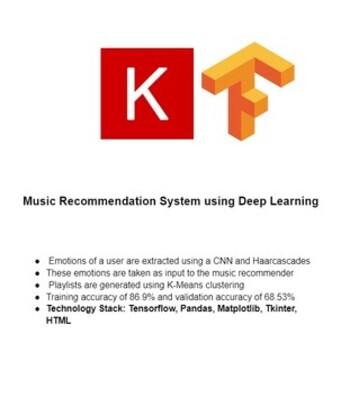 K
Music Recommendation System using Deep Learning
● Emotions of a user are extracted using a CNN and Haarcascades
● These emotions are taken as input to the music recommender
● Playlists are generated using K-Means clustering
● Training accuracy of 86.9% and validation accuracy of 68.53%
● Technology Stack: Tensorflow, Pandas, Matplotlib, Tkinter,
HTML